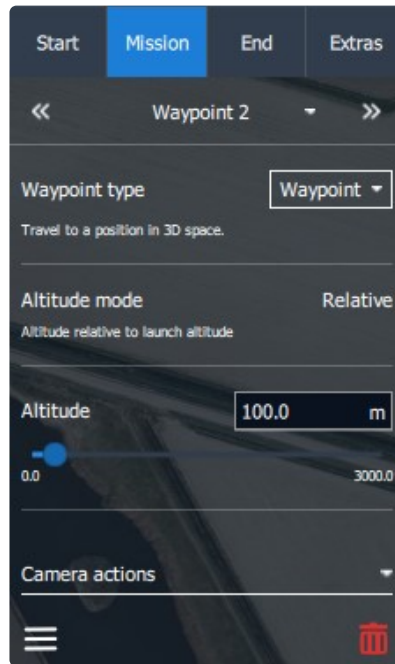 Start Mission End Extras
Waypoint 2
Waypoint type Waypoint
Travel to a position in 3D space.
Altitude mode Relative
Altitude relative to launch altitude
Altitude 100.0 m
0.0 3000.0
Camera actions